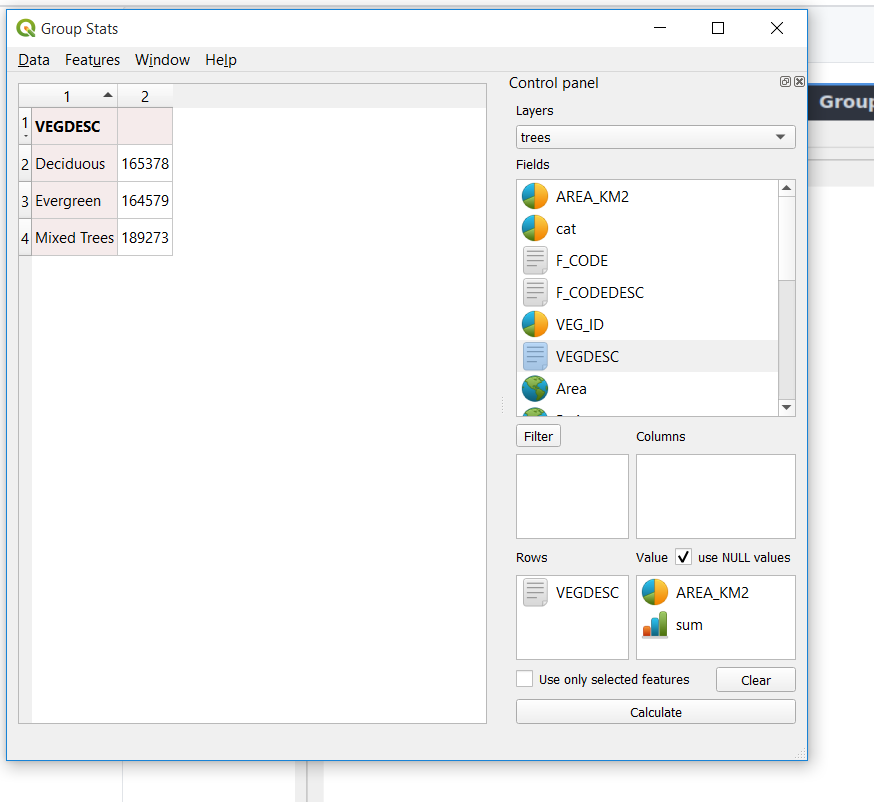 Group Stats
Data Features Window Help
Control panel
1 2
1 VEGDESC
2 Deciduous 165378
3 Evergreen 164579
4 Mixed Trees 189273
Layers
trees
Fields
AREA_KM2
cat
F_CODE
F_CODEDESC
VEG_ID
VEGDESC
Area
Filter Columns
Rows Value use NULL values
VEGDESC AREA_KM2
sum
Use only selected features Clear
Calculate
Group